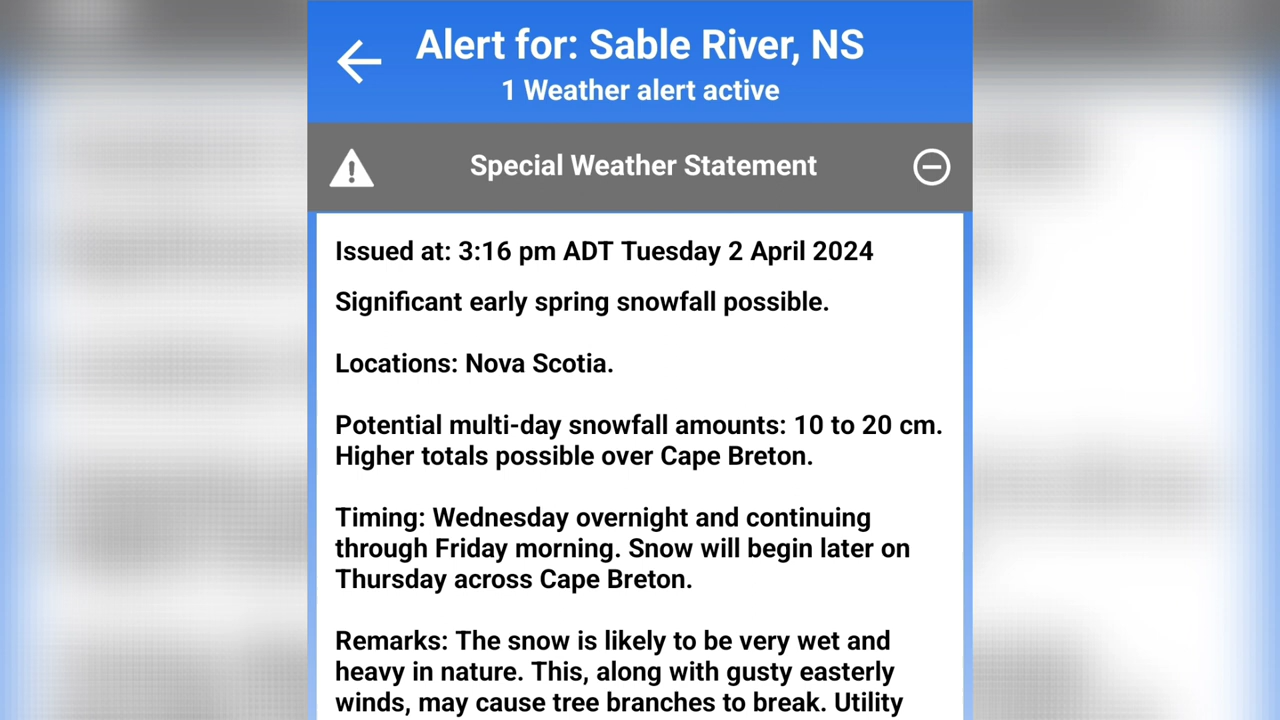 Alert for: Sable River, NS
1 Weather alert active
Special Weather Statement
Issued at: 3:16 pm ADT Tuesday 2 April 2024
Significant early spring snowfall possible.
Locations: Nova Scotia.
Potential multi-day snowfall amounts: 10 to 20 cm.
Higher totals possible over Cape Breton.
Timing: Wednesday overnight and continuing
through Friday morning. Snow will begin later on
Thursday across Cape Breton.
Remarks: The snow is likely to be very wet and
heavy in nature. This, along with gusty easterly
winds, may cause tree branches to break. Utility